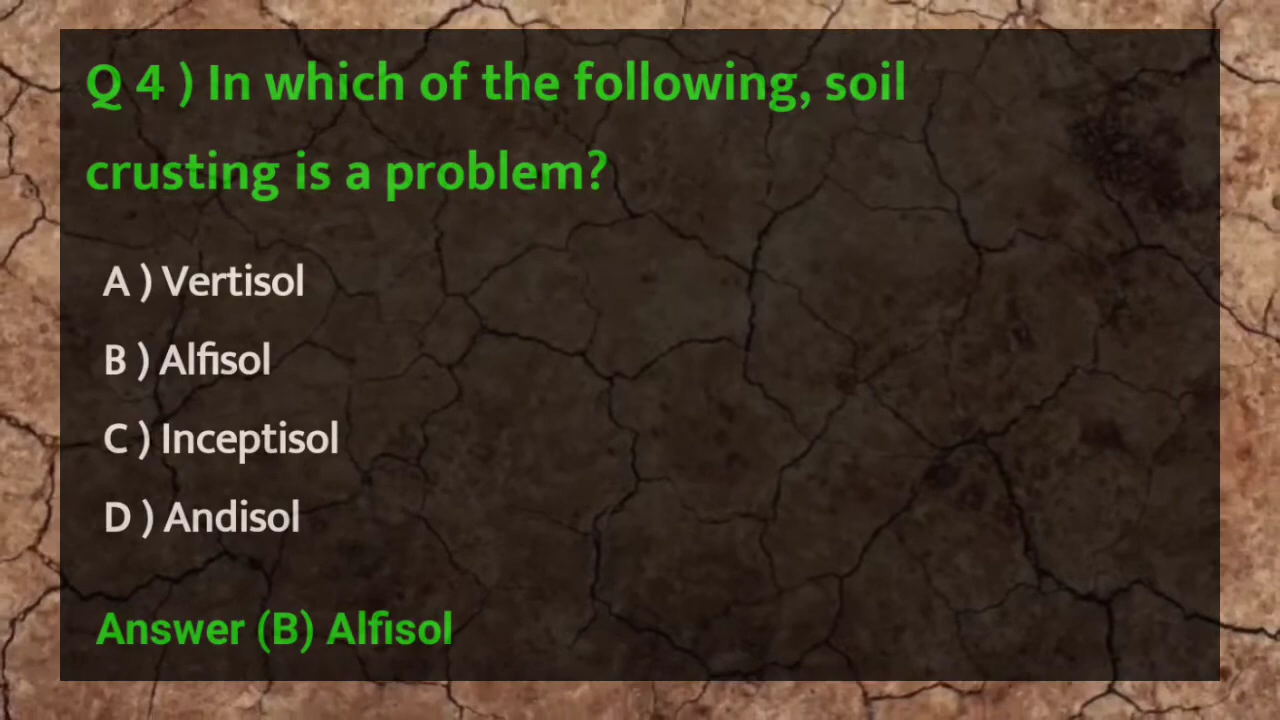 Q 4 ) In which of the following, soil
crusting is a problem?
A ) Vertisol
B ) Alfisol
C ) Inceptisol
D ) Andisol
Answer (B) Alfisol